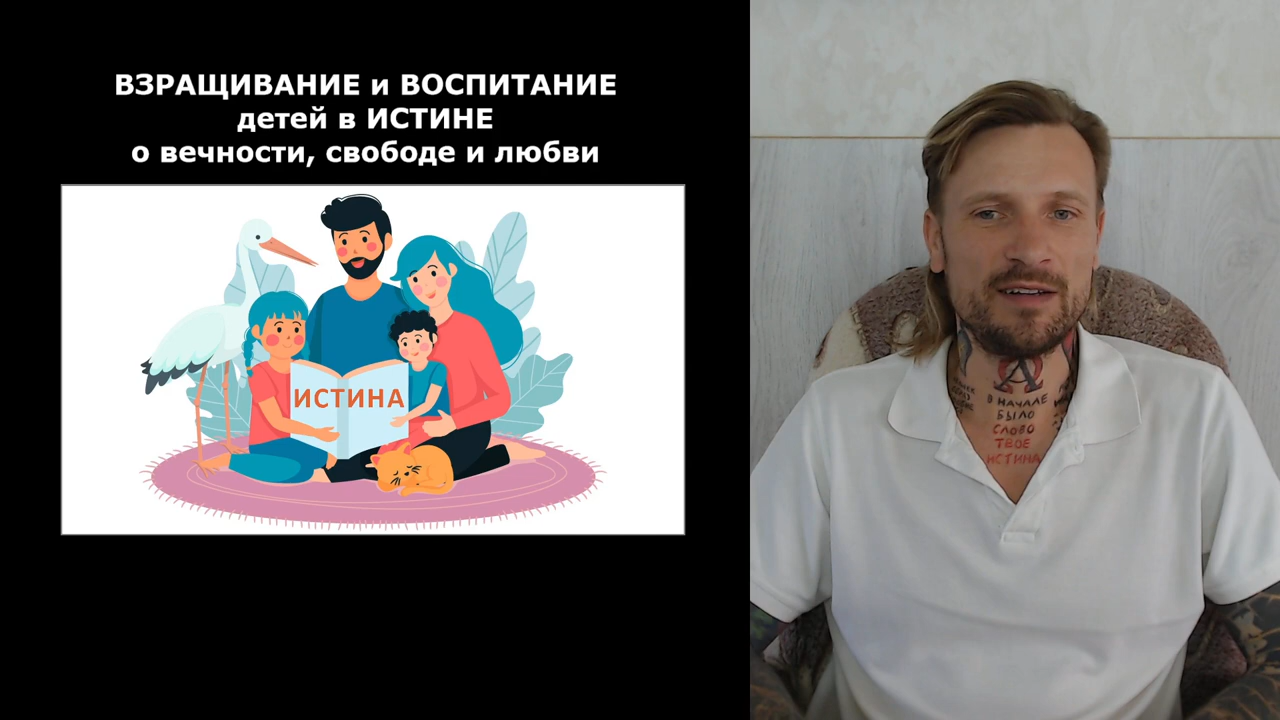 ВЗРАЩИВАНИЕ и ВОСПИТАНИЕ
детей в ИСТИНЕ
о вечности, свободе и любви
ИСТИНА
В НАЧАЛЕ
БЫЛО
СЛОВО
ТВОЕ
ИСТИНА